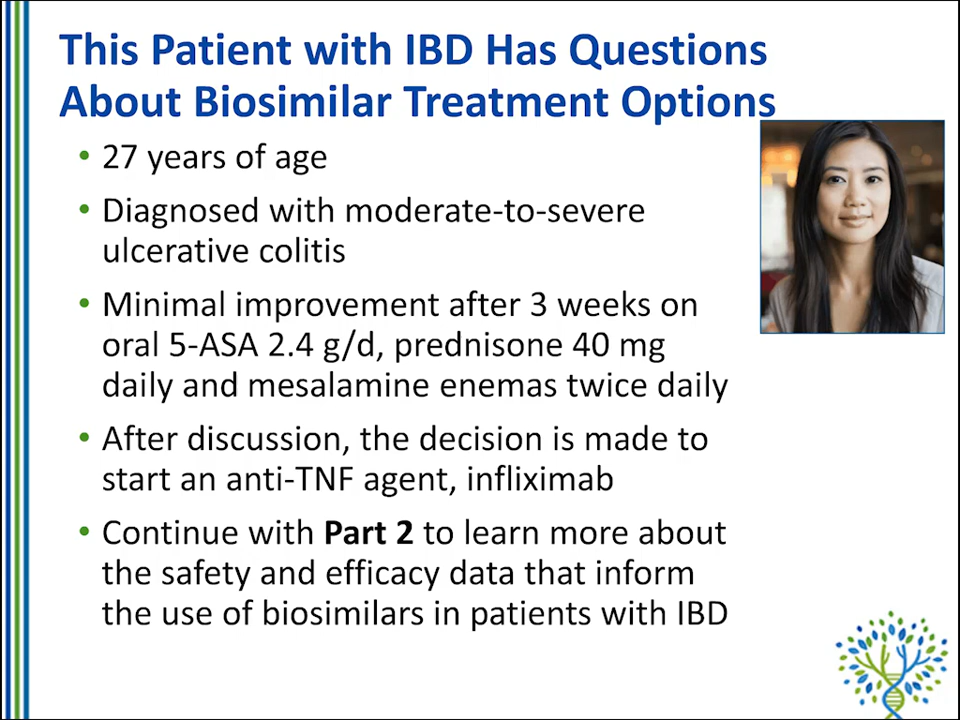 This Patient with IBD Has Questions
About Biosimilar Treatment Options
• 27 years of age
• Diagnosed with moderate-to-severe
ulcerative colitis
• Minimal improvement after 3 weeks on
oral 5-ASA 2.4 g/d, prednisone 40 mg
daily and mesalamine enemas twice daily
• After discussion, the decision is made to
start an anti-TNF agent, infliximab
• Continue with Part 2 to learn more about
the safety and efficacy data that inform
the use of biosimilars in patients with IBD